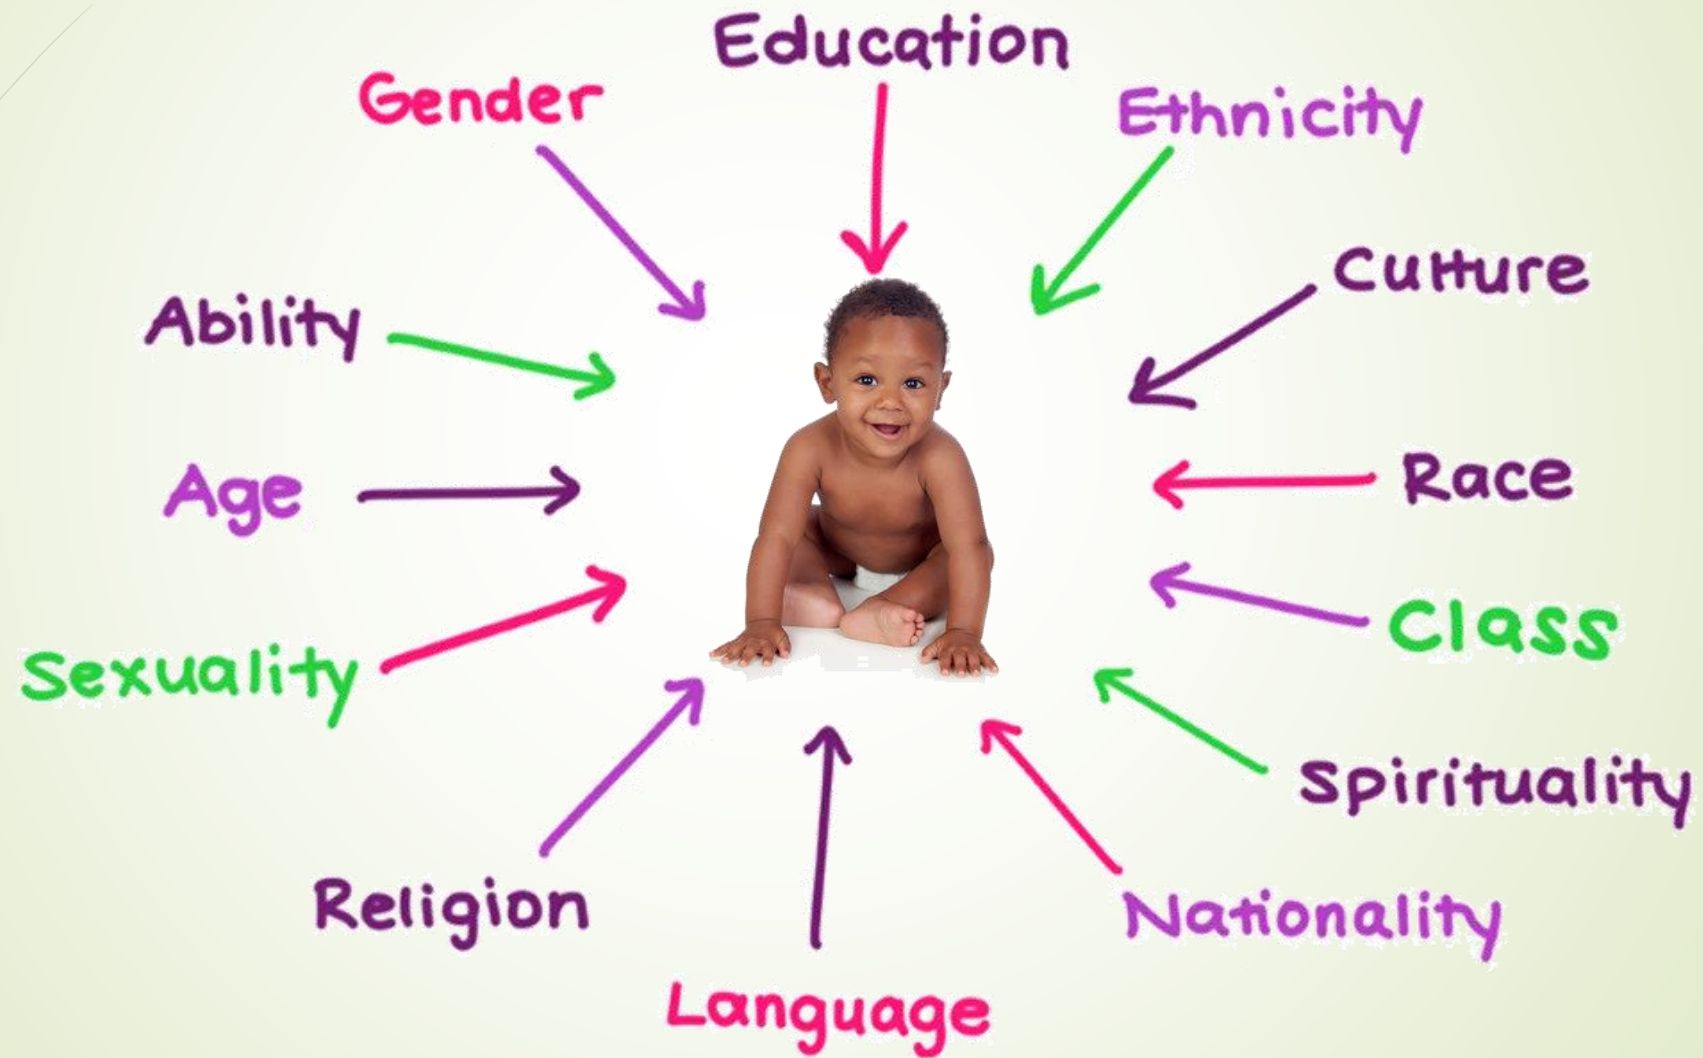 Education
Gender
Ethnicity
Culture
Ability
Race
Age
Class
Sexuality
Spirituality
Religion
Nationality
Language